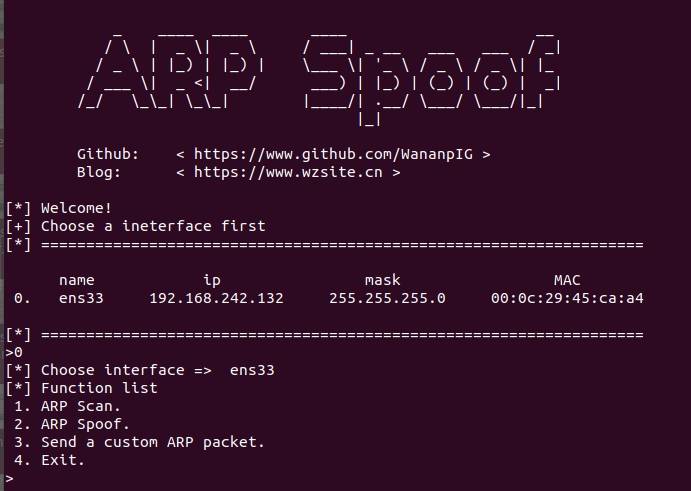 ARP Spoof
Github: < https://www.github.com/WananpIG >
Blog: < https://www.wzsite.cn >
[*] Welcome!
[+] Choose a ineterface first
[*] ===================================================================
name ip mask MAC
0. ens33 192.168.242.132 255.255.255.0 00:0c:29:45:ca:a4
[*] ===================================================================
>0
[*] Choose interface => ens33
[*] Function list
1. ARP Scan.
2. ARP Spoof.
3. Send a custom ARP packet.
4. Exit.
>